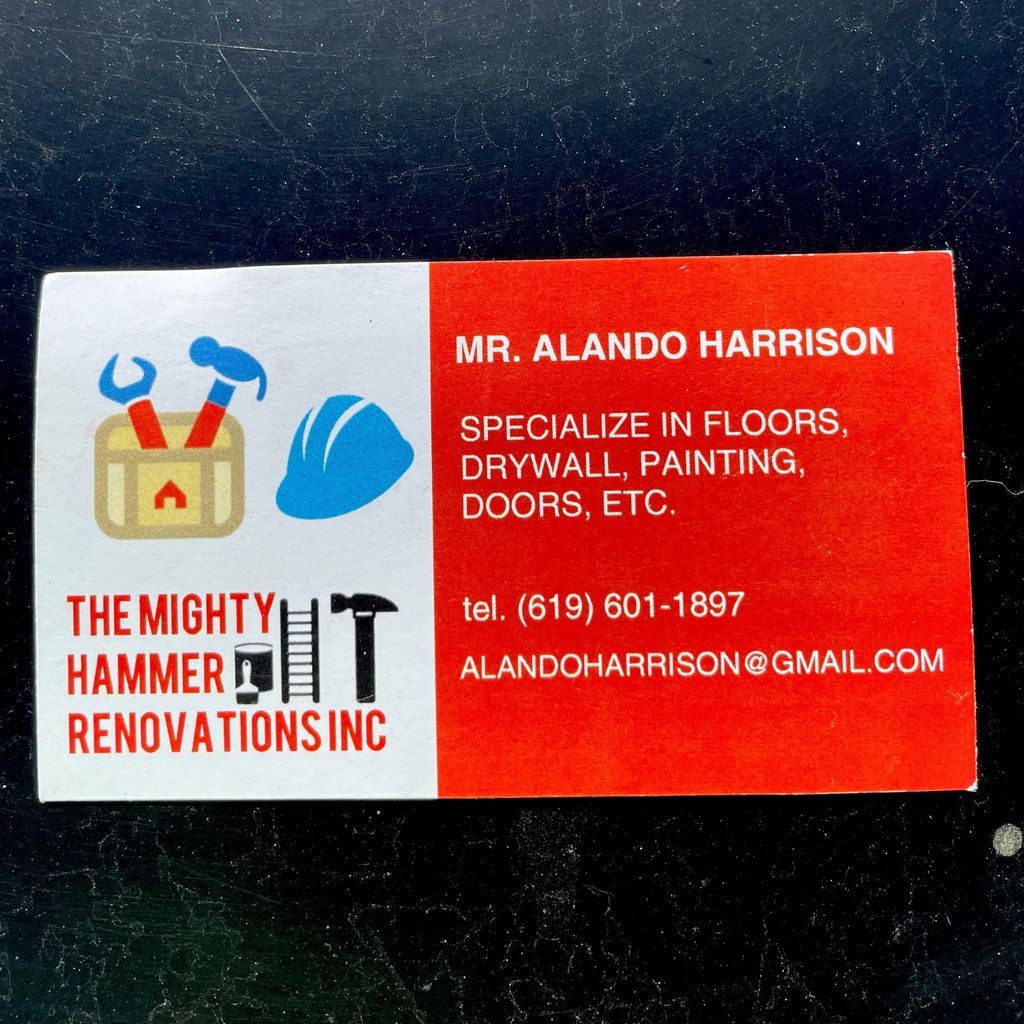 THE MIGHTY
HAMMER
RENOVATIONS INC
MR. ALANDO HARRISON
SPECIALIZE IN FLOORS,
DRYWALL, PAINTING,
DOORS, ETC.
tel. (619) 601-1897
ALANDOHARRISON@GMAIL.COM